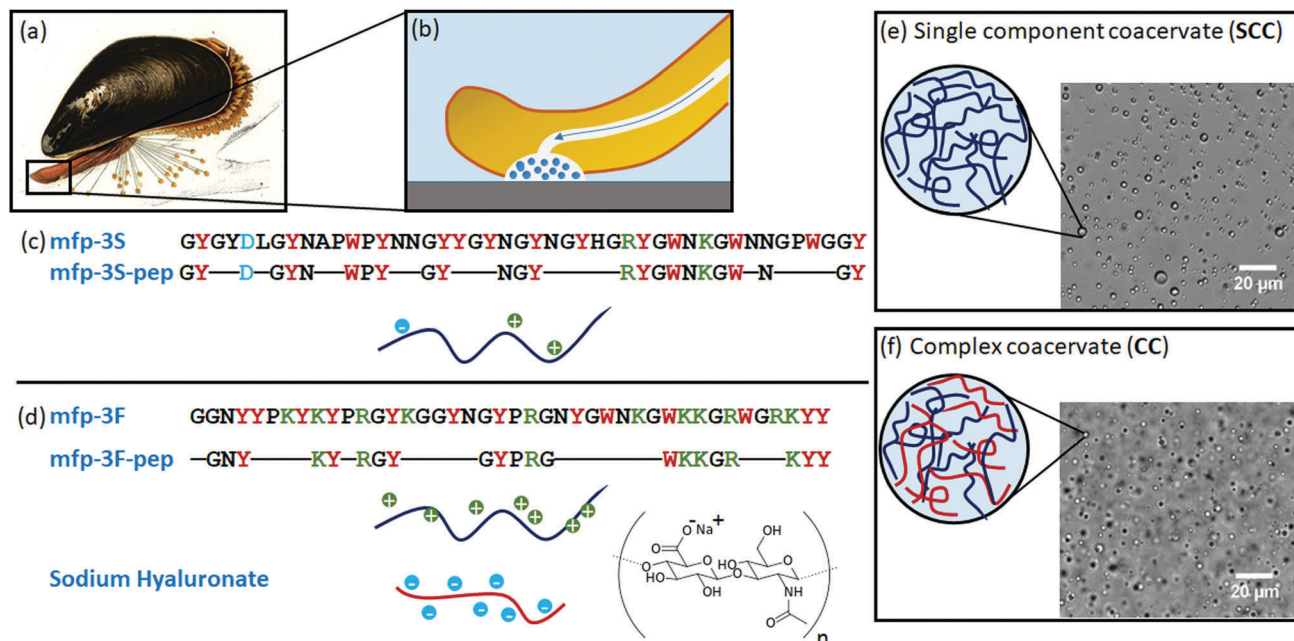 (a)
(b)
(c) mfp-3S GYGYDLGYNAPWPYNNGYYGYNGYNGYHGRYGWNKGWNNGPWGGY
mfp-3S-pep GY—D—GYN——WPY——GY———NGY————RYGWNKGW—N———GY
- + +
(d) mfp-3F GGNYYPKYKYPRGYKGGYNGYPRGNYGWNKGWKKGRWGRKYY
mfp-3F-pep —GNY———KY—RGY————GYPRG——————WKKGR———KYY
+ + + + + + + +
Sodium Hyaluronate
- - - - - - - -
O -Na+
O
O
HO
OH
O
OH
HO
O
O
NH
O
n
(e) Single component coacervate (SCC)
20 µm
(f) Complex coacervate (CC)
20 µm